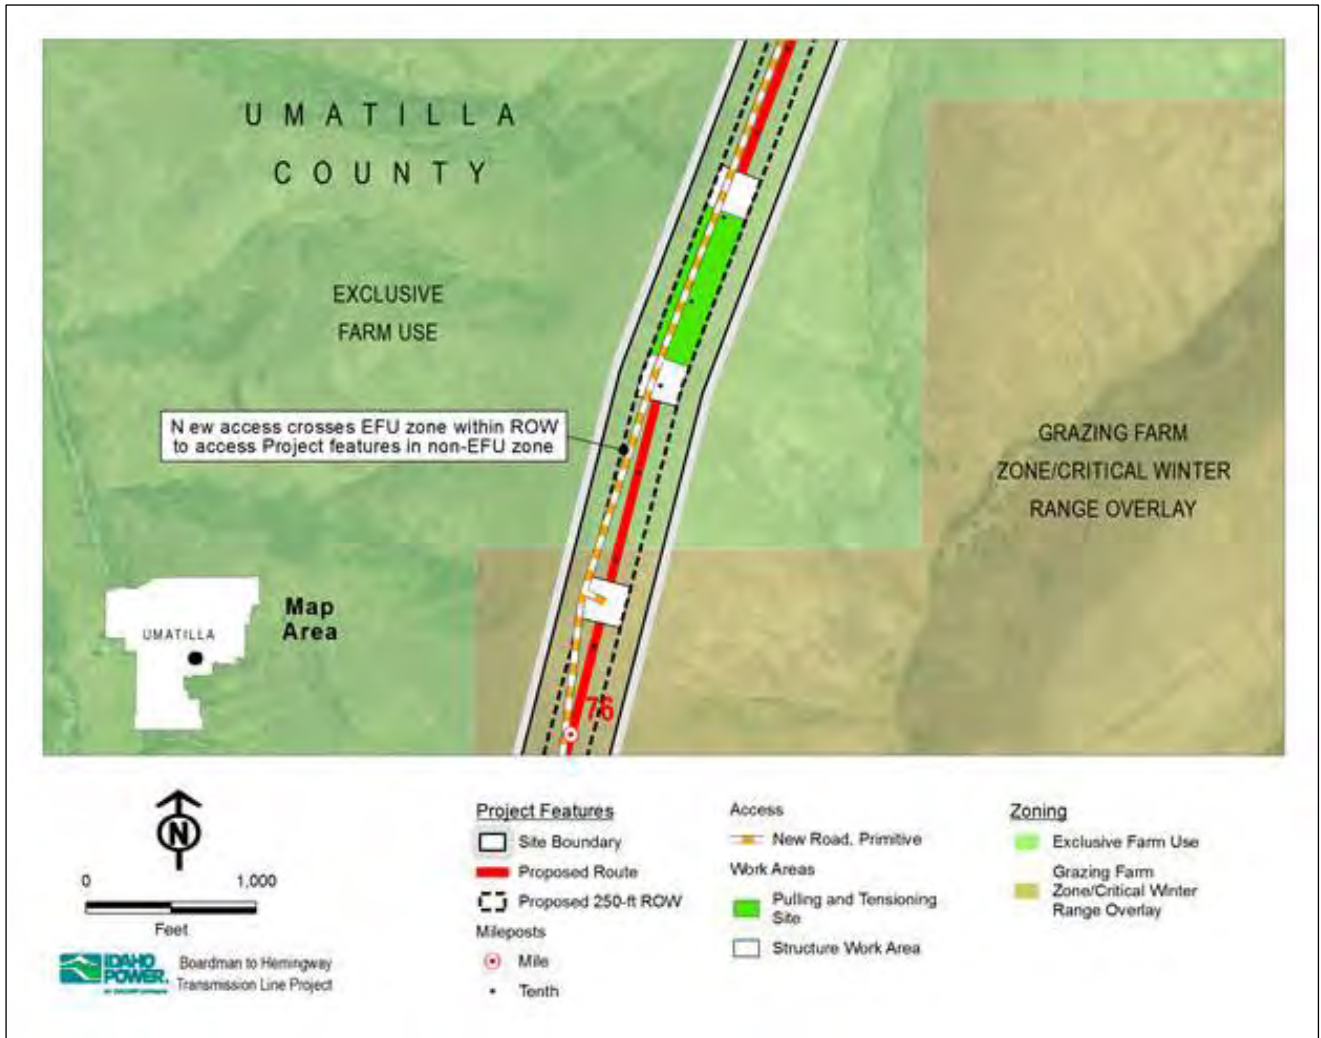 UMATILLA
COUNTY
EXCLUSIVE
FARM USE
N ew access crosses EFU zone within ROW
to access Project features in non-EFU zone
GRAZING FARM
ZONE/CRITICAL WINTER
RANGE OVERLAY
UMATILLA
Map
Area
76
N
0 1,000
Feet
IDAHO
POWER.
Boardman to Hemingway
Transmission Line Project
Project Features
Site Boundary
Proposed Route
Proposed 250-ft ROW
Mileposts
Mile
Tenth
Access
New Road, Primitive
Work Areas
Pulling and Tensioning
Site
Structure Work Area
Zoning
Exclusive Farm Use
Grazing Farm
Zone/Critical Winter
Range Overlay